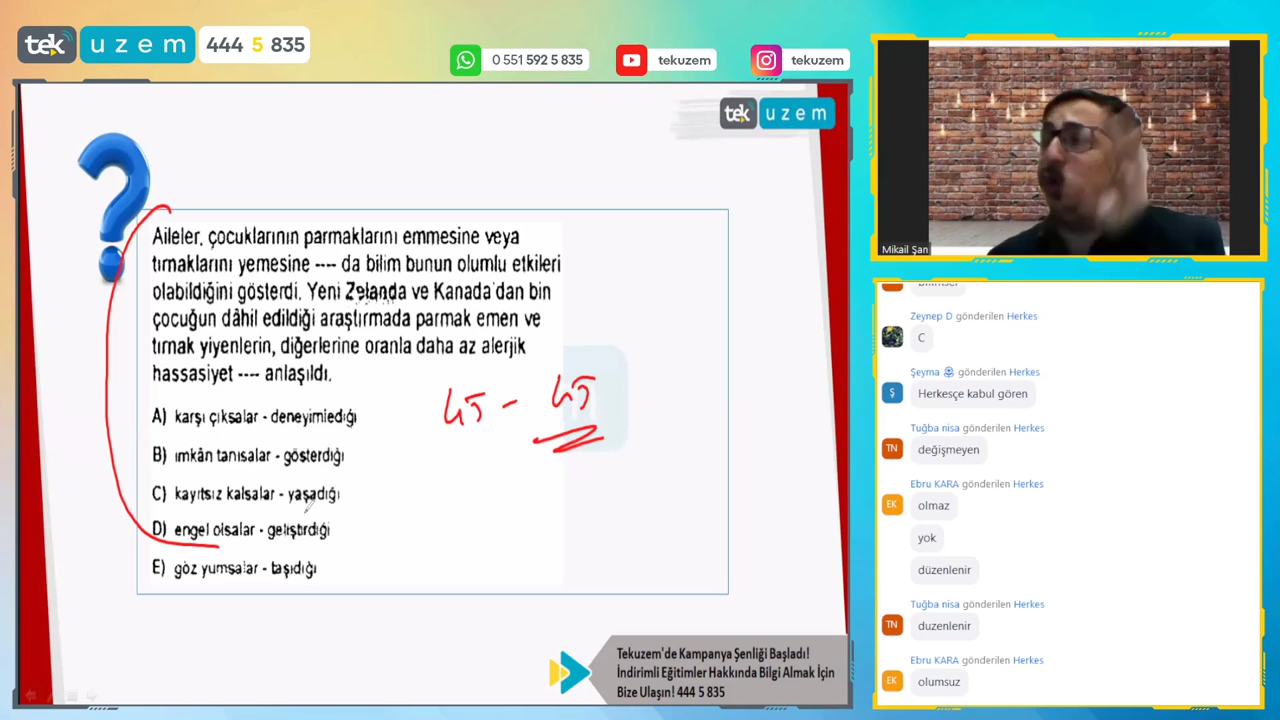 tek uzem 444 5 835
0 551 592 5 835
tekuzem
tekuzem
tek uzem
Aileler, çocuklarının parmaklarını emmesine veya
tırnaklarını yemesine ---- da bilim bunun olumlu etkileri
olabildiğini gösterdi. Yeni Zelanda ve Kanada'dan bin
çocuğun dâhil edildiği araştırmada parmak emen ve
tırnak yiyenlerin, diğerlerine oranla daha az alerjik
hassasiyet ---- anlaşıldı.
A) karşı çıksalar - deneyimlediği
B) imkân tanısalar - gösterdiği
C) kayıtsız kalsalar - yaşadığı
D) engel olsalar - geliştirdiği
E) göz yumsalar - taşıdığı
45 - 45
Tekuzem'de Kampanya Şenliği Başladı!
İndirimli Eğitimler Hakkında Bilgi Almak İçin
Bize Ulaşın! 444 5 835
Mikail Şan
Zeynep D gönderilen Herkes
C
Şeyma gönderilen Herkes
Ş
Herkesçe kabul gören
Tuğba nisa gönderilen Herkes
TN
değişmeyen
Ebru KARA gönderilen Herkes
EK
olmaz
yok
düzenlenir
Tuğba nisa gönderilen Herkes
TN
duzenlenir
Ebru KARA gönderilen Herkes
EK
olumsuz